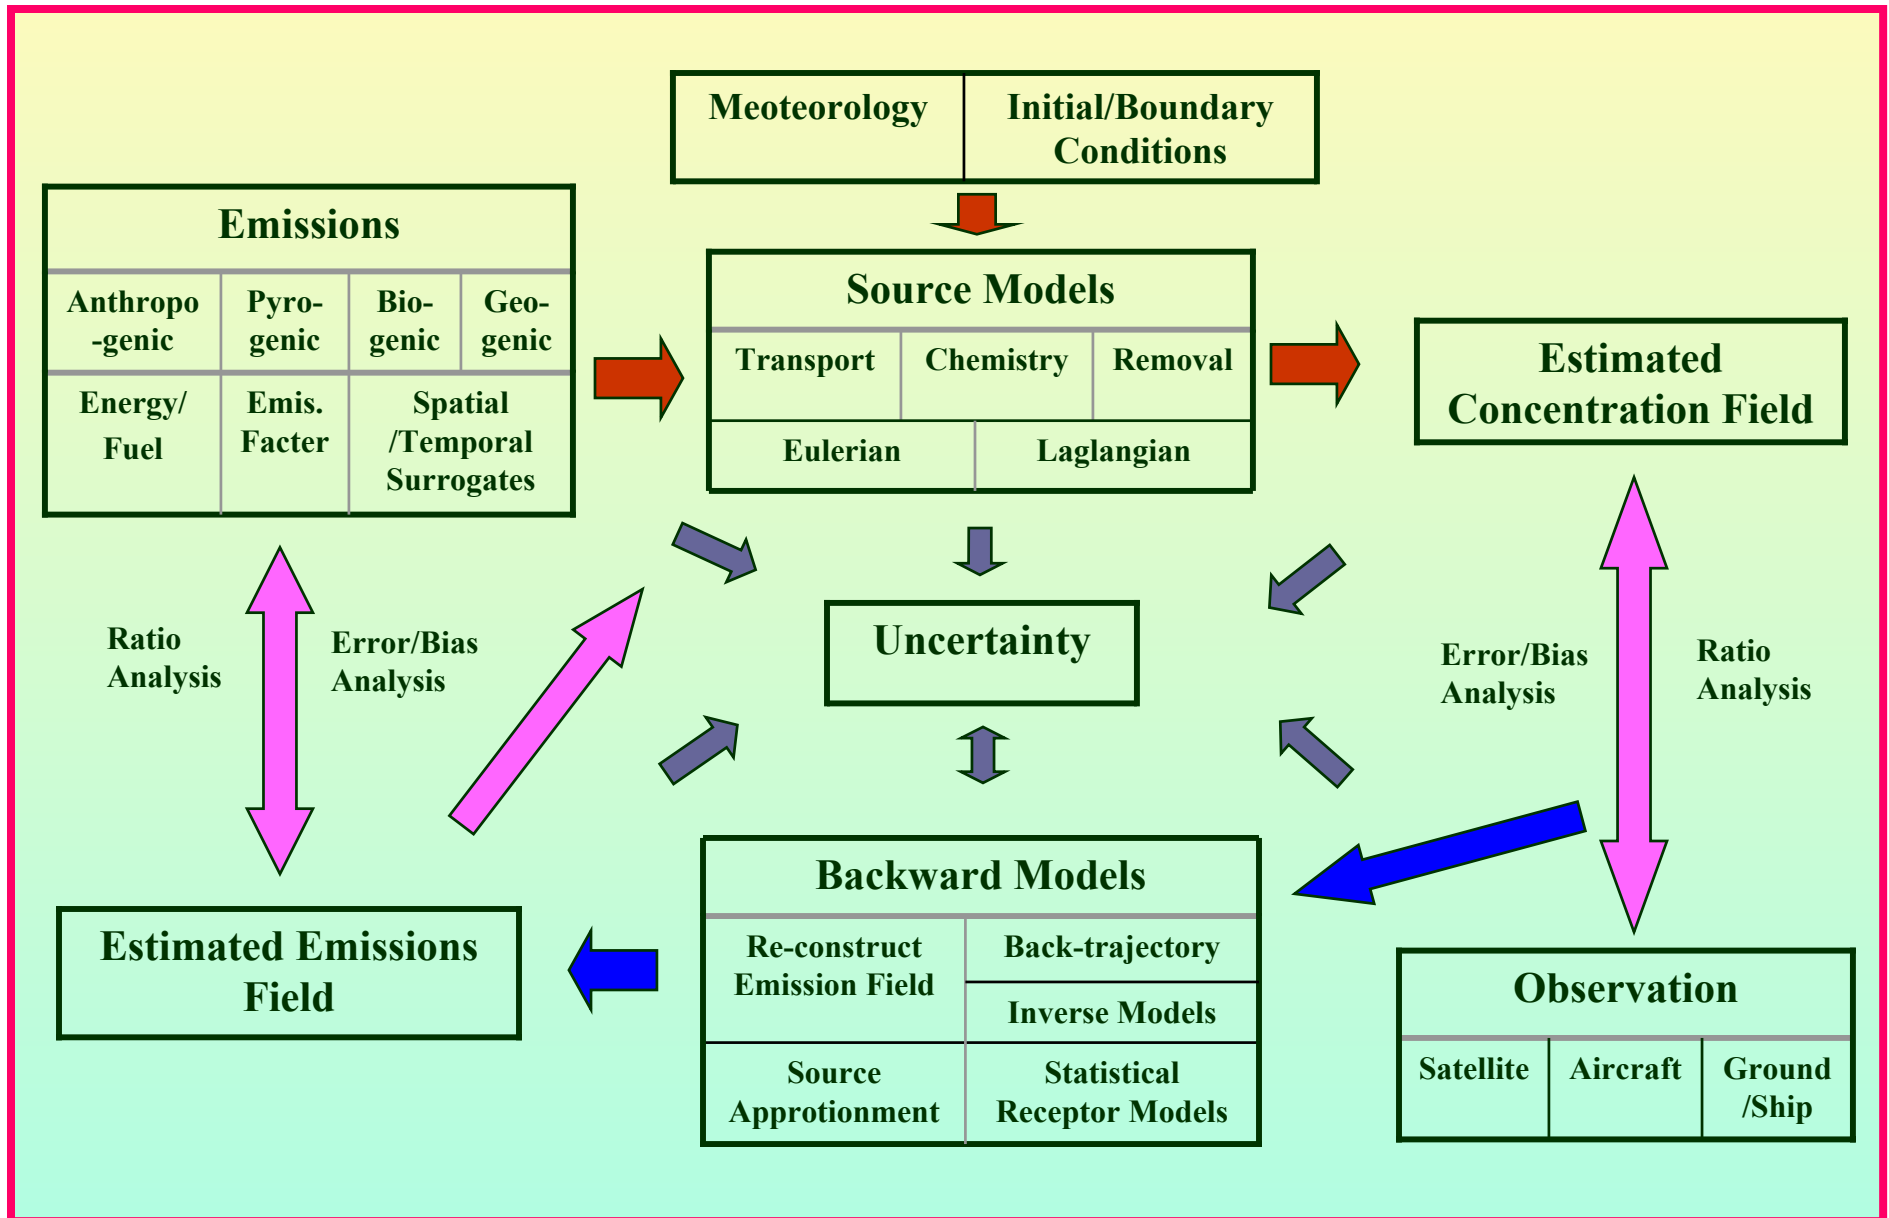 Meoteorology
Initial/Boundary
Conditions
Emissions
Anthropo
-genic
Pyro-
genic
Bio-
genic
Geo-
genic
Energy/
Fuel
Emis.
Facter
Spatial
/Temporal
Surrogates
Source Models
Transport
Chemistry
Removal
Eulerian
Laglangian
Estimated
Concentration Field
Ratio
Analysis
Error/Bias
Analysis
Uncertainty
Error/Bias
Analysis
Ratio
Analysis
Estimated Emissions
Field
Backward Models
Re-construct
Emission Field
Back-trajectory
Inverse Models
Source
Approtionment
Statistical
Receptor Models
Observation
Satellite
Aircraft
Ground
/Ship